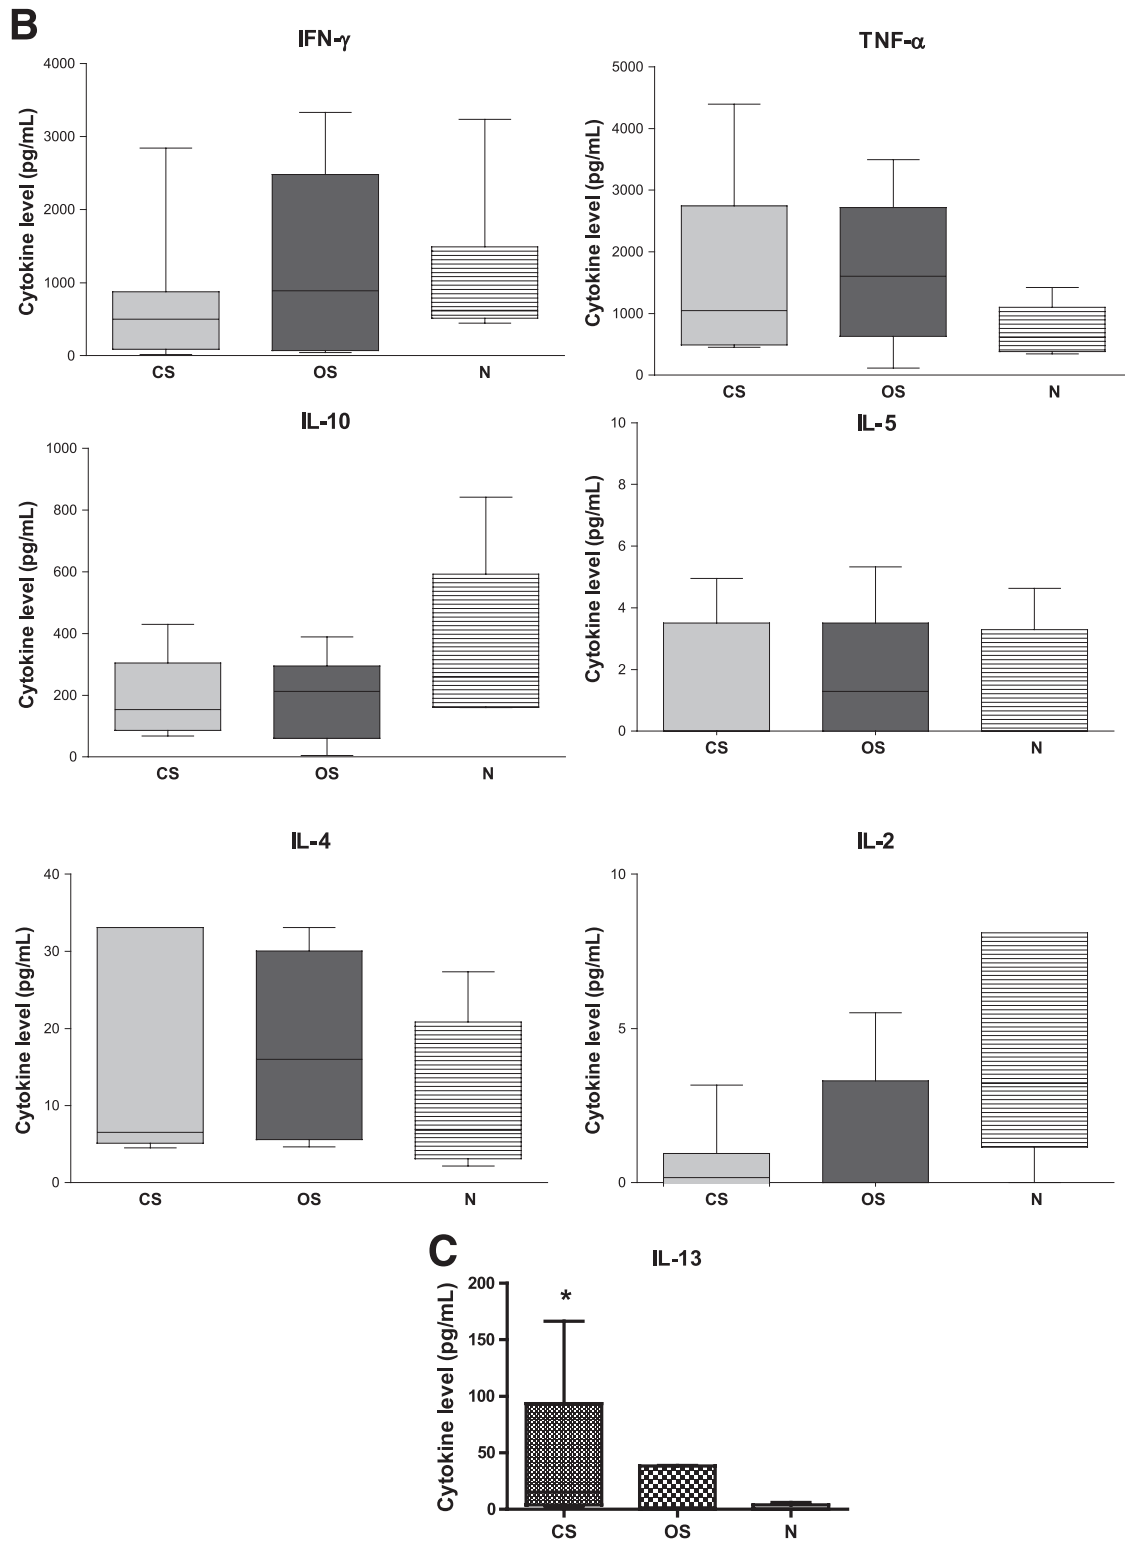 B
IFN-γ
Cytokine level (pg/mL)
4000
3000
2000
1000
0
CS OS N
TNF-α
Cytokine level (pg/mL)
5000
4000
3000
2000
1000
0
CS OS N
IL-10
Cytokine level (pg/mL)
1000
800
600
400
200
0
CS OS N
IL-5
Cytokine level (pg/mL)
10
8
6
4
2
0
CS OS N
IL-4
Cytokine level (pg/mL)
40
30
20
10
0
CS OS N
IL-2
Cytokine level (pg/mL)
10
5
0
CS OS N
C
IL-13
Cytokine level (pg/mL)
200
150
100
50
0
*
CS OS N